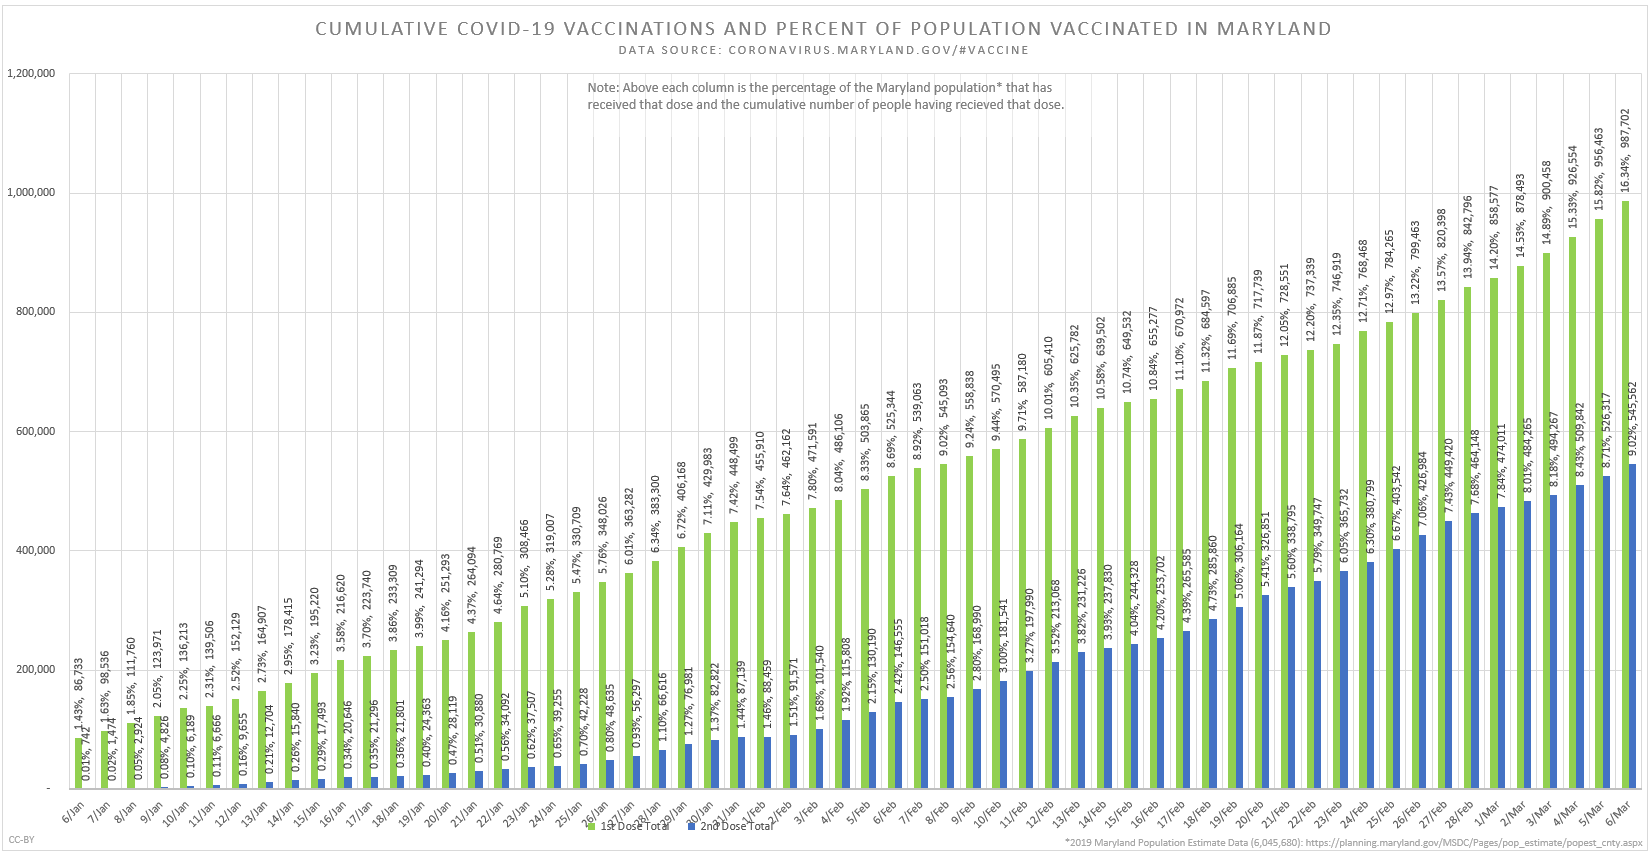 CUMULATIVE COVID-19 VACCINATIONS AND PERCENT OF POPULATION VACCINATED IN MARYLAND
DATA SOURCE: CORONAVIRUS.MARYLAND.GOV/#VACCINE
Note: Above each column is the percentage of the Maryland population* that has
received that dose and the cumulative number of people having recieved that dose.
1,200,000
1,000,000
800,000
600,000
400,000
200,000
-
1.43%, 86,733
1.63%, 98,536
1.85%, 111,760
2.05%, 123,971
2.25%, 136,213
2.31%, 139,506
2.52%, 152,129
2.73%, 164,907
2.95%, 178,415
3.23%, 195,220
3.58%, 216,620
3.70%, 223,740
3.86%, 233,309
3.99%, 241,294
4.16%, 251,293
4.37%, 264,094
4.64%, 280,769
5.10%, 308,466
5.28%, 319,007
5.47%, 330,709
5.76%, 348,026
6.01%, 363,282
6.34%, 383,300
6.72%, 406,168
7.11%, 429,983
7.42%, 448,499
7.54%, 455,910
7.64%, 462,162
7.80%, 471,591
8.04%, 486,106
8.33%, 503,865
8.69%, 525,344
8.92%, 539,063
9.02%, 545,093
9.24%, 558,838
9.44%, 570,495
9.71%, 587,180
10.01%, 605,410
10.35%, 625,782
10.58%, 639,502
10.74%, 649,532
10.84%, 655,277
11.10%, 670,972
11.32%, 684,597
11.69%, 706,885
11.87%, 717,739
12.05%, 728,551
12.20%, 737,339
12.35%, 746,919
12.71%, 768,468
12.97%, 784,265
13.22%, 799,463
13.57%, 820,398
13.94%, 842,796
14.20%, 858,577
14.53%, 878,493
14.89%, 900,458
15.33%, 926,554
15.82%, 956,463
16.34%, 987,702
0.01%, 742
0.02%, 1,474
0.05%, 2,924
0.08%, 4,826
0.10%, 6,189
0.11%, 6,666
0.16%, 9,655
0.21%, 12,704
0.26%, 15,840
0.29%, 17,493
0.34%, 20,646
0.35%, 21,296
0.36%, 21,801
0.40%, 24,363
0.47%, 28,119
0.51%, 30,880
0.56%, 34,092
0.62%, 37,507
0.65%, 39,255
0.70%, 42,228
0.80%, 48,635
0.93%, 56,297
1.10%, 66,616
1.27%, 76,981
1.37%, 82,822
1.44%, 87,139
1.46%, 88,459
1.51%, 91,571
1.68%, 101,540
1.92%, 115,808
2.15%, 130,190
2.42%, 146,555
2.50%, 151,018
2.56%, 154,640
2.80%, 168,990
3.00%, 181,541
3.27%, 197,990
3.52%, 213,068
3.82%, 231,226
3.93%, 237,830
4.04%, 244,328
4.20%, 253,702
4.39%, 265,585
4.73%, 285,860
5.06%, 306,164
5.41%, 326,851
5.60%, 338,795
5.79%, 349,747
6.05%, 365,732
6.30%, 380,799
6.67%, 403,542
7.06%, 426,984
7.43%, 449,420
7.68%, 464,148
7.84%, 474,011
8.01%, 484,265
8.18%, 494,267
8.43%, 509,842
8.71%, 526,317
9.02%, 545,562
6/Jan
7/Jan
8/Jan
9/Jan
10/Jan
11/Jan
12/Jan
13/Jan
14/Jan
15/Jan
16/Jan
17/Jan
18/Jan
19/Jan
20/Jan
21/Jan
22/Jan
23/Jan
24/Jan
25/Jan
26/Jan
27/Jan
28/Jan
29/Jan
30/Jan
31/Jan
1/Feb
2/Feb
3/Feb
4/Feb
5/Feb
6/Feb
7/Feb
8/Feb
9/Feb
10/Feb
11/Feb
12/Feb
13/Feb
14/Feb
15/Feb
16/Feb
17/Feb
18/Feb
19/Feb
20/Feb
21/Feb
22/Feb
23/Feb
24/Feb
25/Feb
26/Feb
27/Feb
28/Feb
1/Mar
2/Mar
3/Mar
4/Mar
5/Mar
6/Mar
1st Dose Total
2nd Dose Total
CC-BY
*2019 Maryland Population Estimate Data (6,045,680): https://planning.maryland.gov/MSDC/Pages/pop_estimate/popest_cnty.aspx